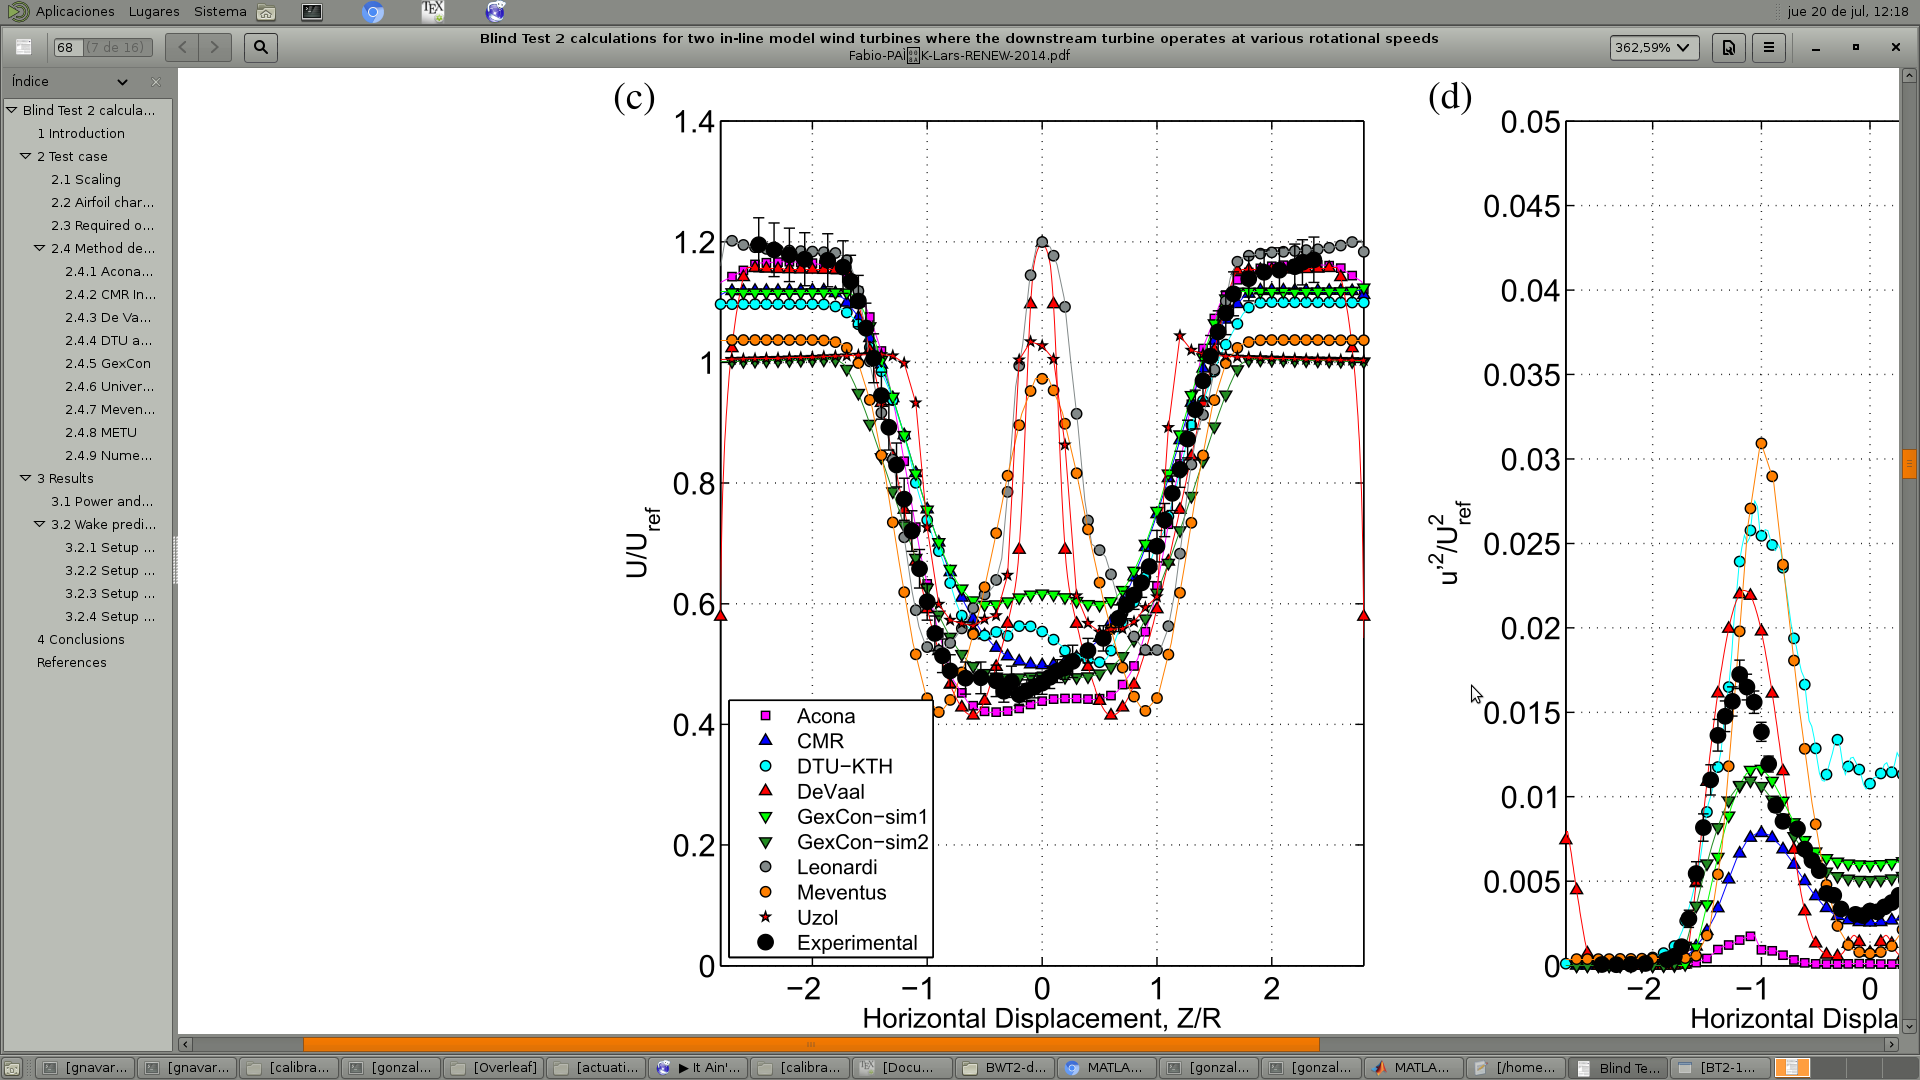 Aplicaciones Lugares Sistema
jue 20 de jul, 12:18
68 (7 de 16)
Blind Test 2 calculations for two in-line model wind turbines where the downstream turbine operates at various rotational speeds
K-Lars-RENEW-2014.pdf
362,59%
Índice
Blind Test 2 calcula...
1 Introduction
2 Test case
2.1 Scaling
2.2 Airfoil char...
2.3 Required o...
2.4 Method de...
2.4.1 Acona...
2.4.2 CMR In...
2.4.3 De Va...
2.4.4 DTU a...
2.4.5 GexCon
2.4.6 Univer...
2.4.7 Meven...
2.4.8 METU
2.4.9 Nume...
3 Results
3.1 Power and...
3.2 Wake predi...
3.2.1 Setup ...
3.2.2 Setup ...
3.2.3 Setup ...
3.2.4 Setup ...
4 Conclusions
References
(c)
1.4
1.2
1
0.8
0.6
0.4
0.2
0
U/U_ref
Acona
CMR
DTU−KTH
DeVaal
GexCon−sim1
GexCon−sim2
Leonardi
Meventus
Uzol
Experimental
−2 −1 0 1 2
Horizontal Displacement, Z/R
(d)
0.05
0.045
0.04
0.035
0.03
0.025
0.02
0.015
0.01
0.005
0
u'²/U²_ref
−2 −1 0
Horizontal Displa
[gnavar... [gnavar... [calibra... [gonzal... [Overleaf] [actuati... ▶ It Ain'... [calibra... [Docu... BWT2-d... MATLA... [gonzal... [gonzal... MATLA... [/home... Blind Te... [BT2-1...